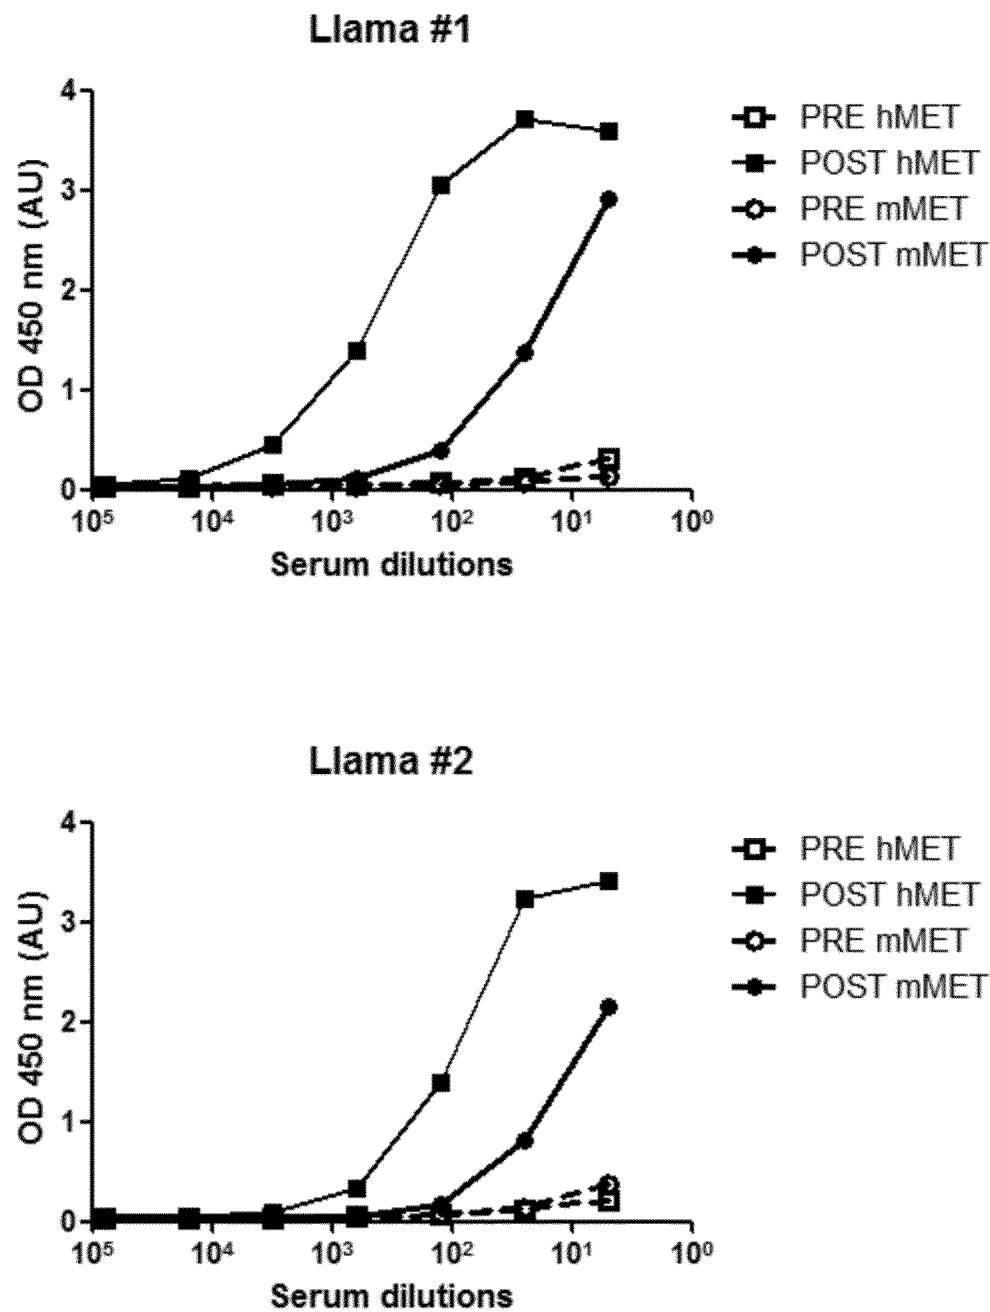 Llama #1
4
3
2
1
0
OD 450 nm (AU)
10⁵ 10⁴ 10³ 10² 10¹ 10⁰
Serum dilutions
PRE hMET
POST hMET
PRE mMET
POST mMET
Llama #2
4
3
2
1
0
OD 450 nm (AU)
10⁵ 10⁴ 10³ 10² 10¹ 10⁰
Serum dilutions
PRE hMET
POST hMET
PRE mMET
POST mMET